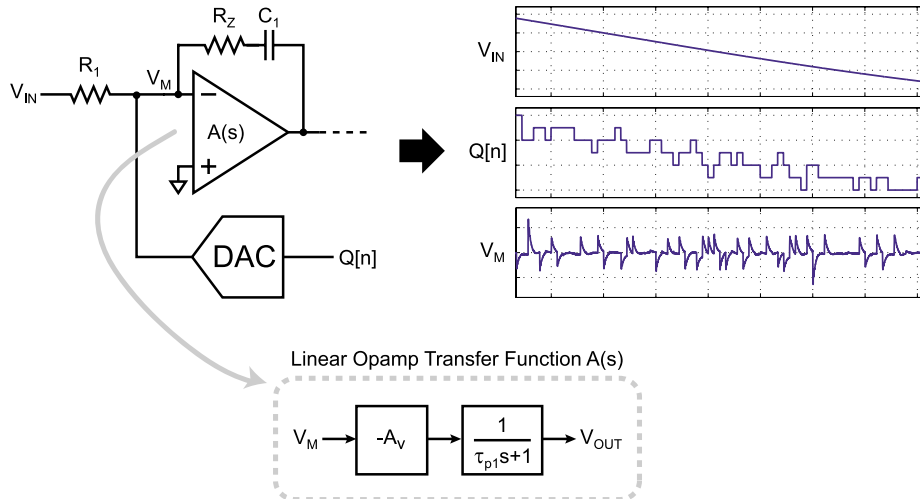 R_Z C_1
R_1 V_M
V_IN
−
A(s)
+
DAC Q[n]
V_IN
Q[n]
V_M
Linear Opamp Transfer Function A(s)
V_M -A_v 1 V_OUT
τ_p1s+1